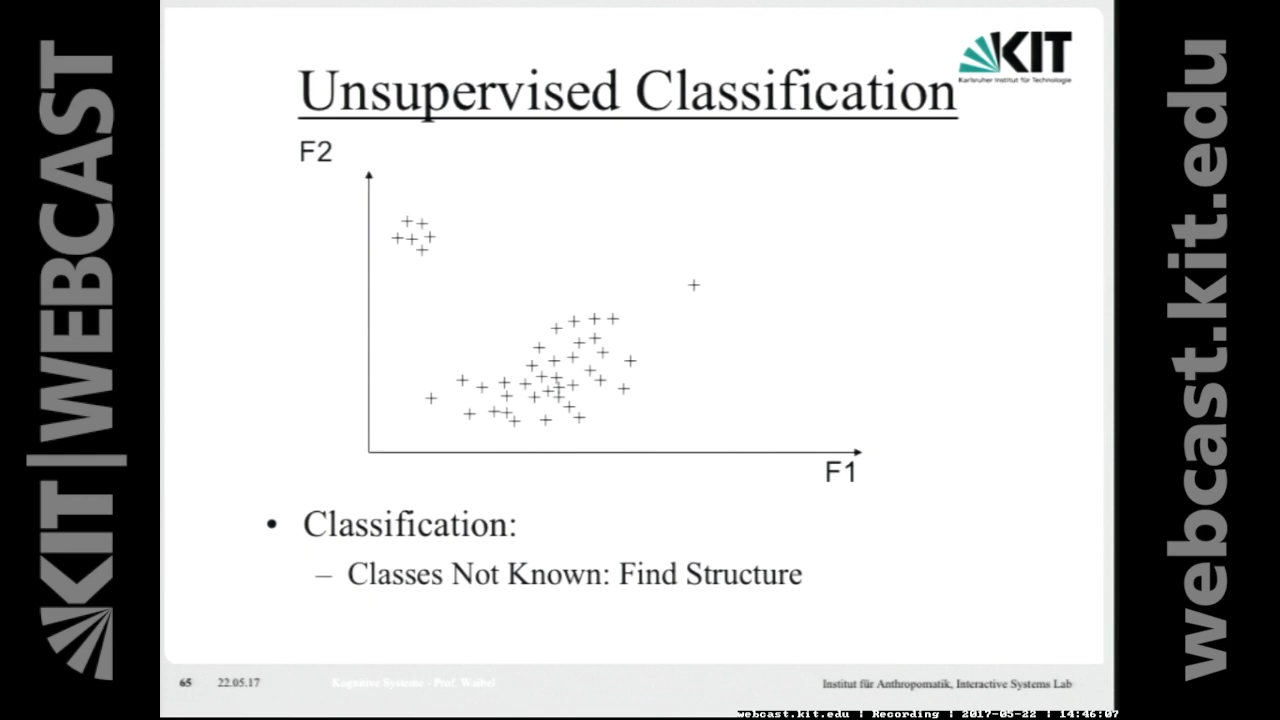 KIT|WEBCAST
KIT
Karlsruher Institut für Technologie
Unsupervised Classification
F2
F1
• Classification:
– Classes Not Known: Find Structure
65 22.05.17 Kognitive Systeme - Prof. Waibel Institut für Anthropomatik, Interactive Systems Lab
webcast.kit.edu | Recording | 2017-05-22 | 14:46:07
webcast.kit.edu